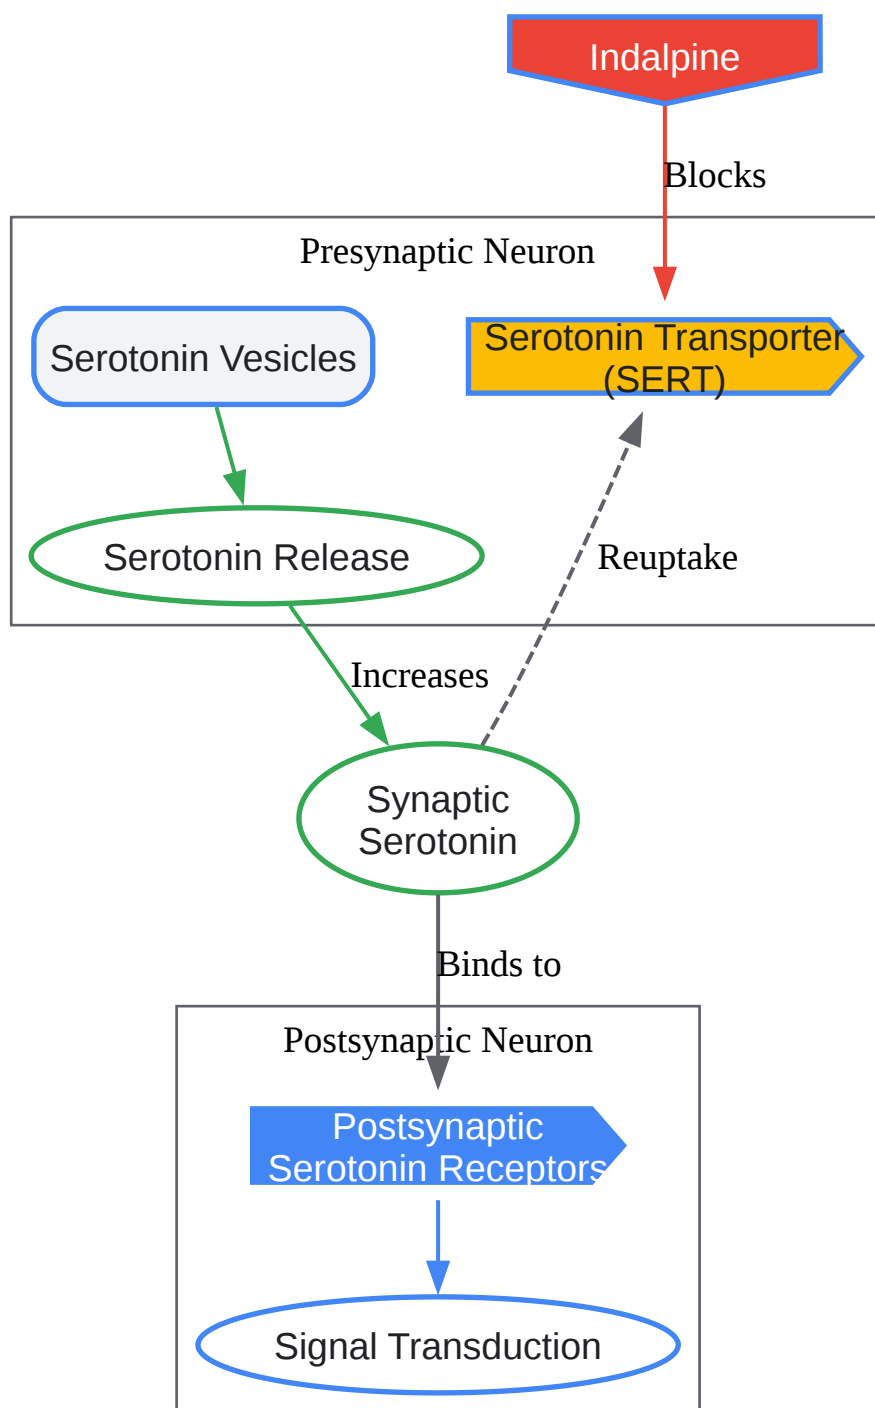 Indalpine
Blocks
Presynaptic Neuron
Serotonin Vesicles
Serotonin Transporter
(SERT)
Serotonin Release
Reuptake
Increases
Synaptic
Serotonin
Binds to
Postsynaptic Neuron
Postsynaptic
Serotonin Receptors
Signal Transduction